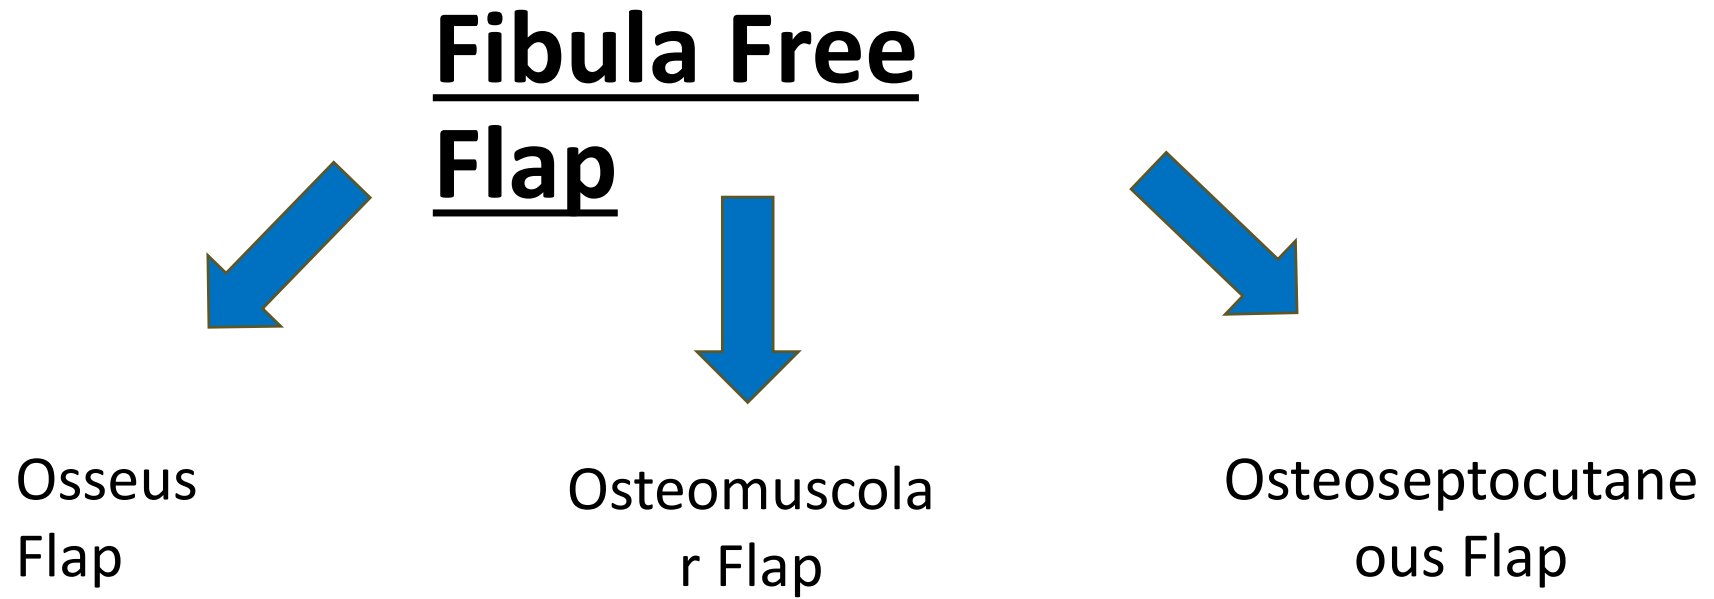 Fibula Free
Flap
Osseus
Flap
Osteomuscola
r Flap
Osteoseptocutane
ous Flap